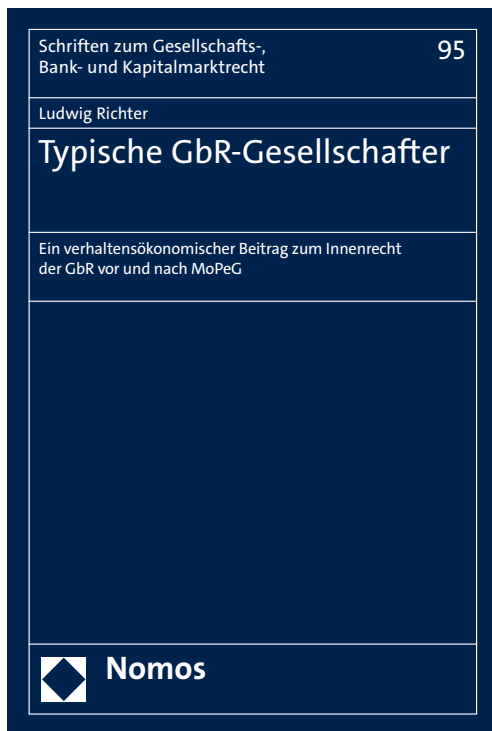 Schriften zum Gesellschafts-,
Bank- und Kapitalmarktrecht
95
Ludwig Richter
Typische GbR-Gesellschafter
Ein verhaltensökonomischer Beitrag zum Innenrecht
der GbR vor und nach MoPeG
Nomos